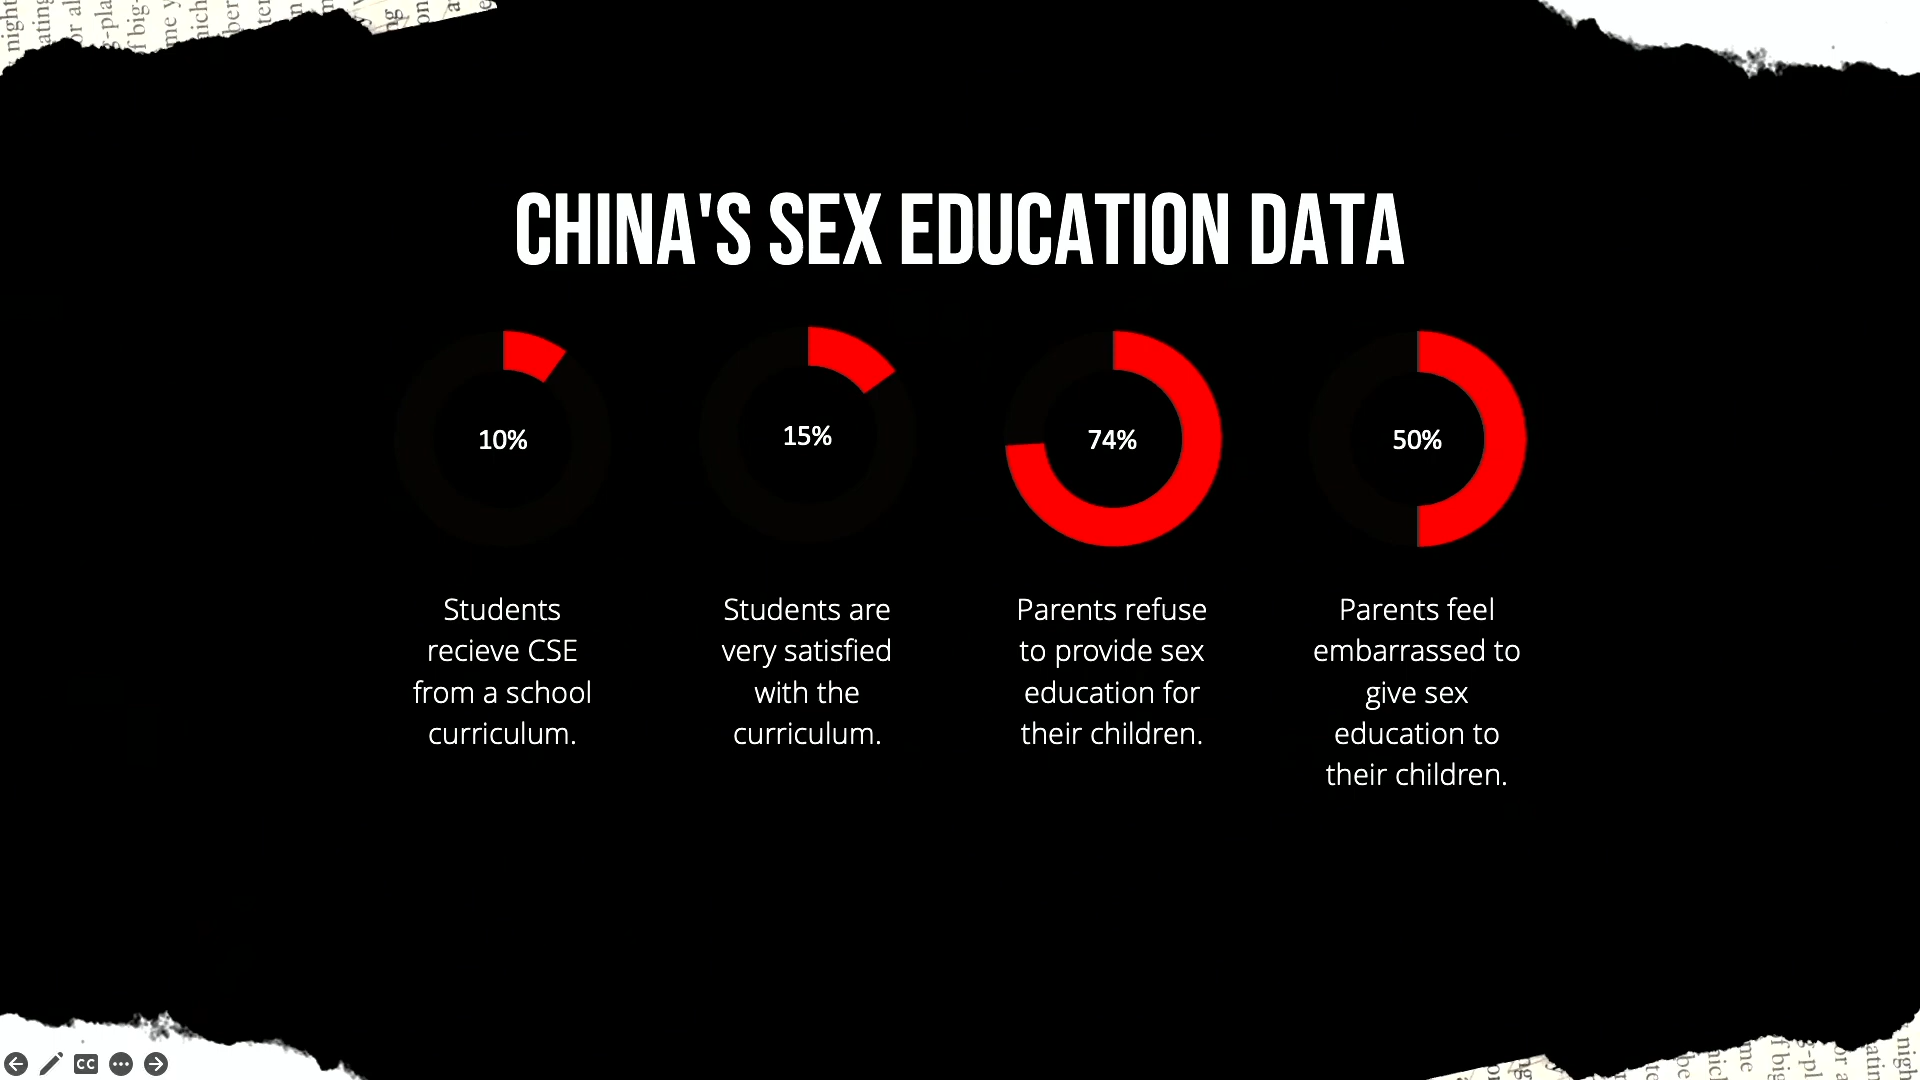 CHINA'S SEX EDUCATION DATA
10%
15%
74%
50%
Students
recieve CSE
from a school
curriculum.
Students are
very satisfied
with the
curriculum.
Parents refuse
to provide sex
education for
their children.
Parents feel
embarrassed to
give sex
education to
their children.
CC